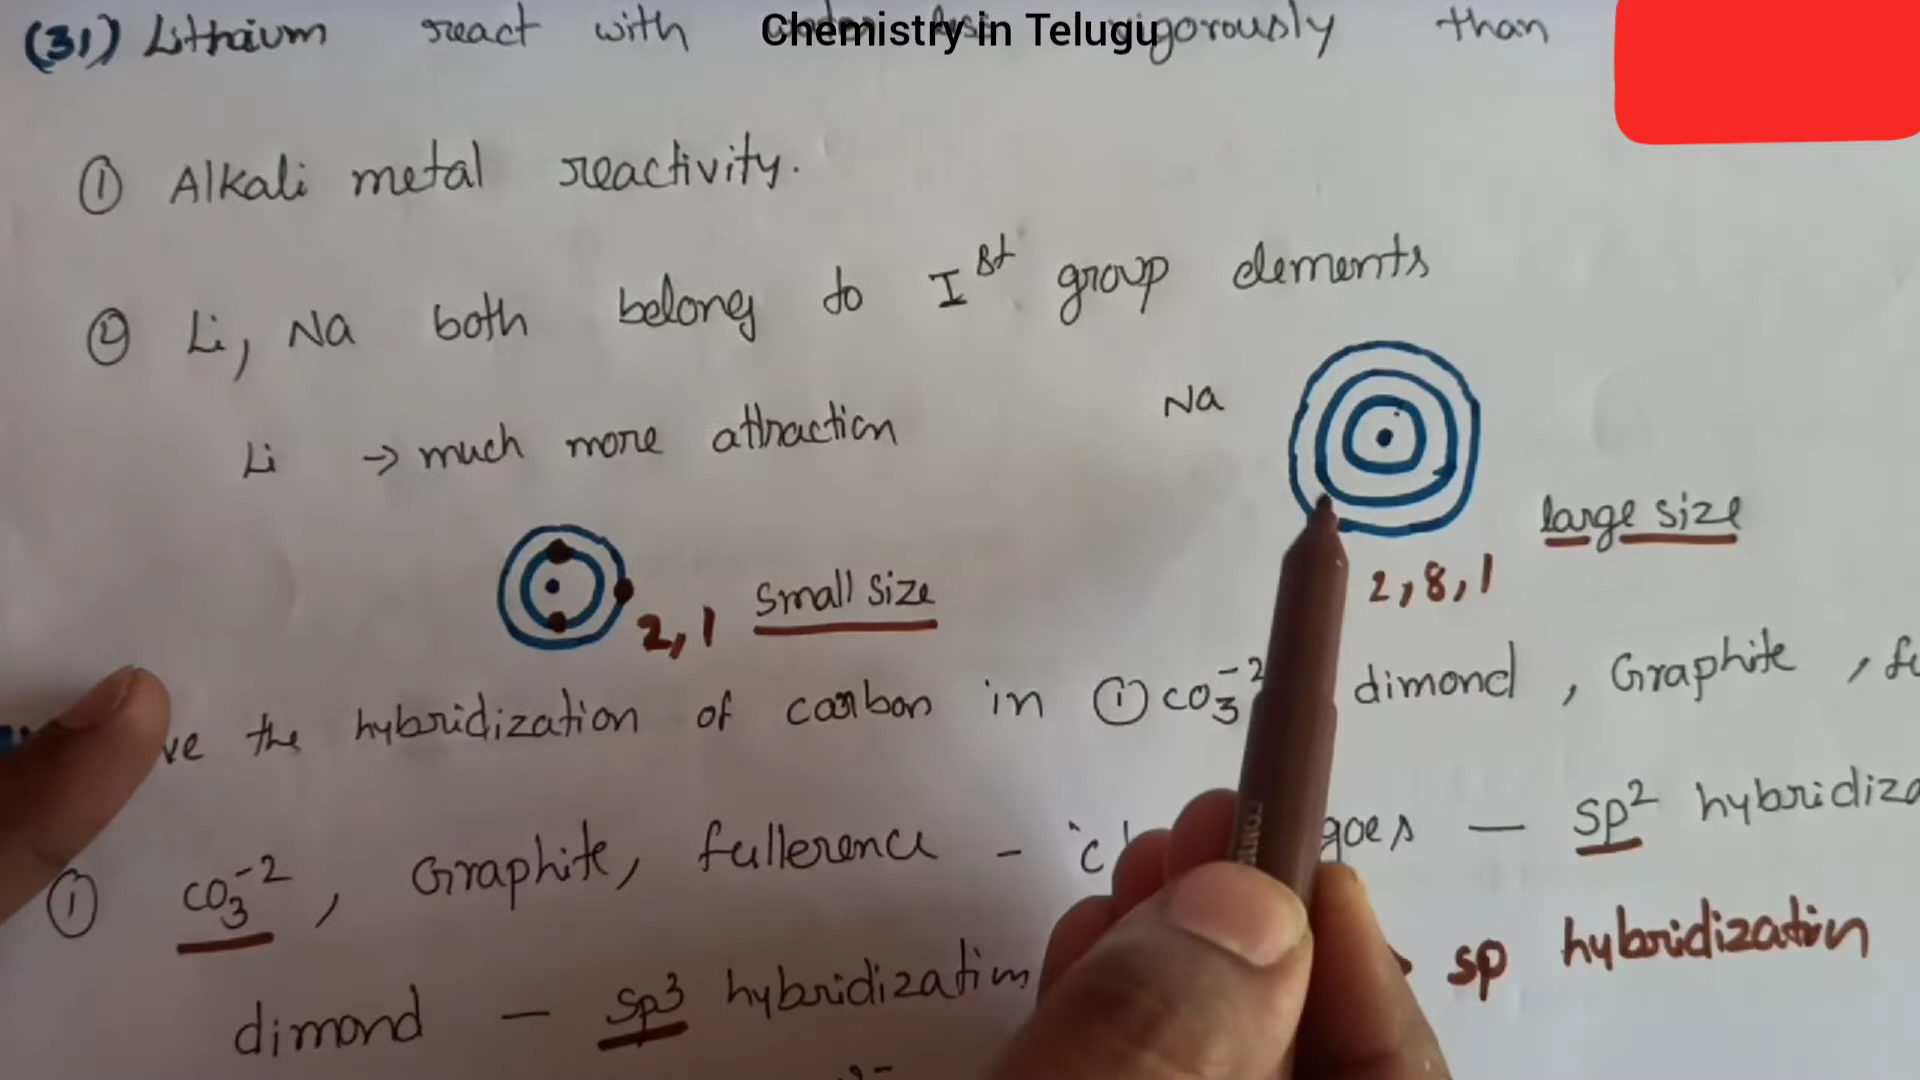 Chemistry in Telugu
(31) Lithaium react with vigorously than
① Alkali metal reactivity.
② Li, Na both belong to Ist group elements
Li → much more attraction Na
large size
2, 1 Small size 2, 8, 1
ve the hybridization of carbon in ① CO3-2 dimond, Graphite, fu
① CO3-2, Graphite, fullerence - 'c' goes - sp2 hybridiza
dimond - sp3 hybridization sp hybridization